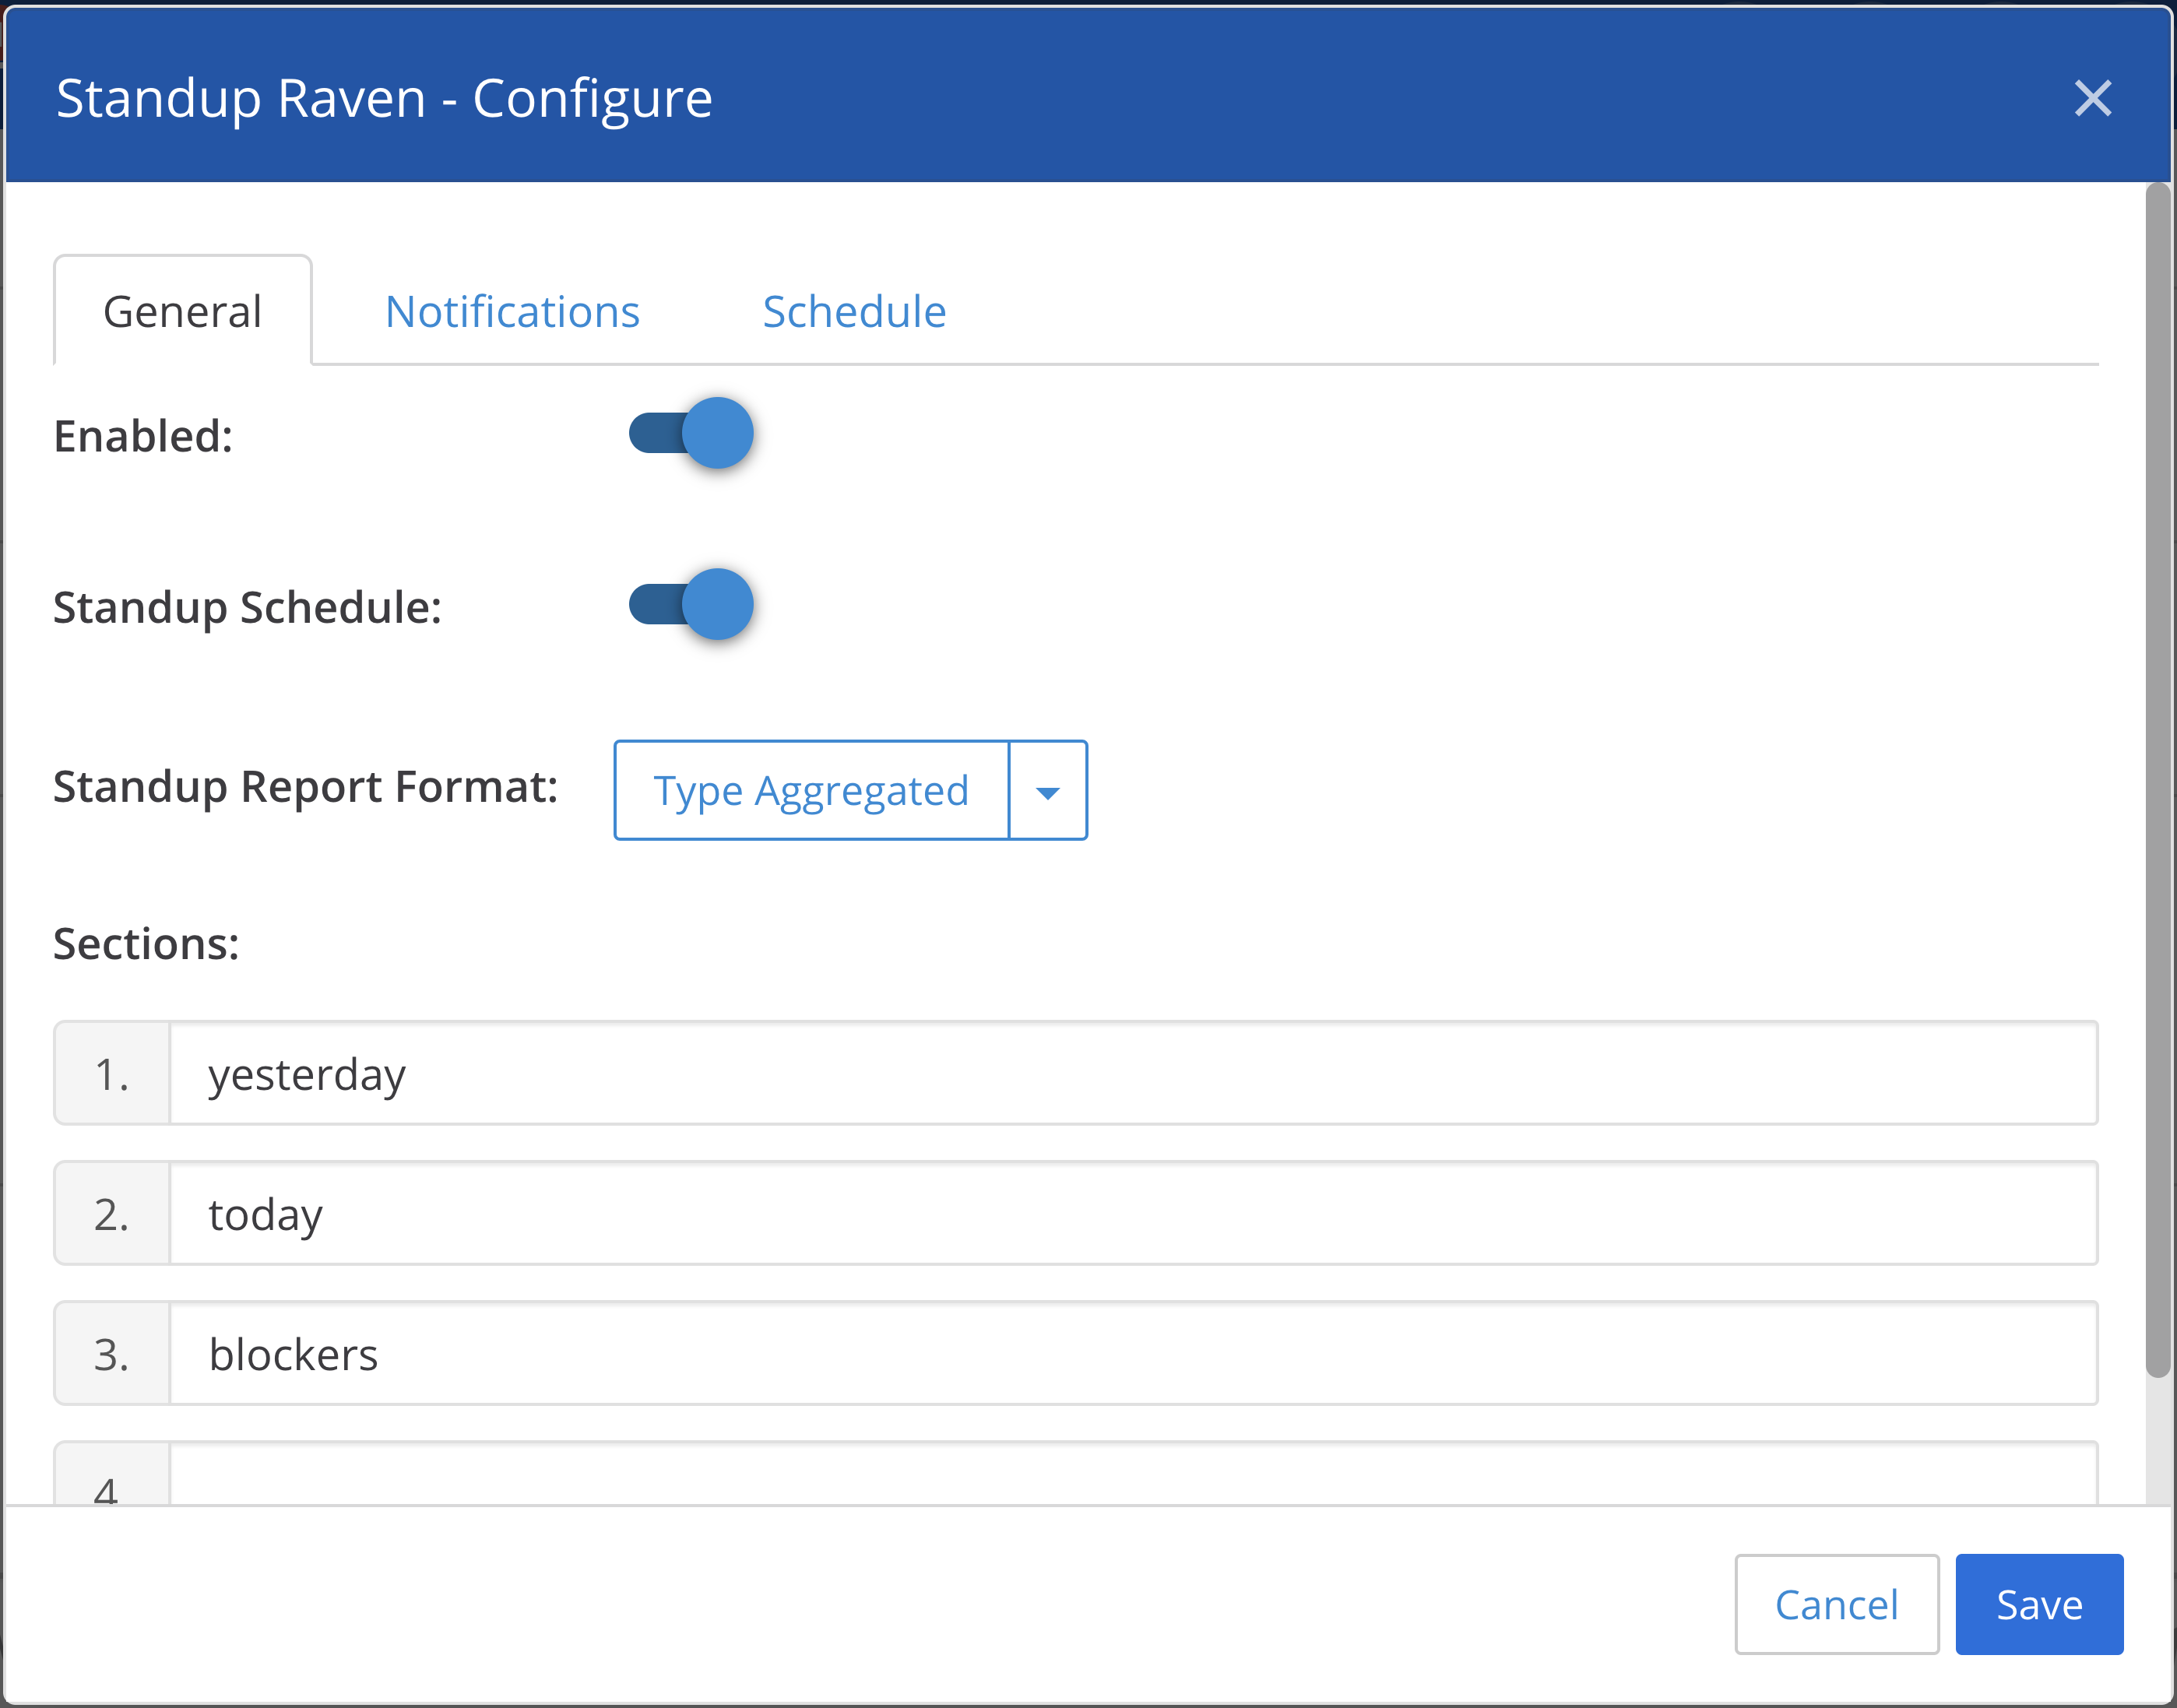 Standup Raven - Configure
General Notifications Schedule
Enabled:
Standup Schedule:
Standup Report Format: Type Aggregated
Sections:
1. yesterday
2. today
3. blockers
4
Cancel Save